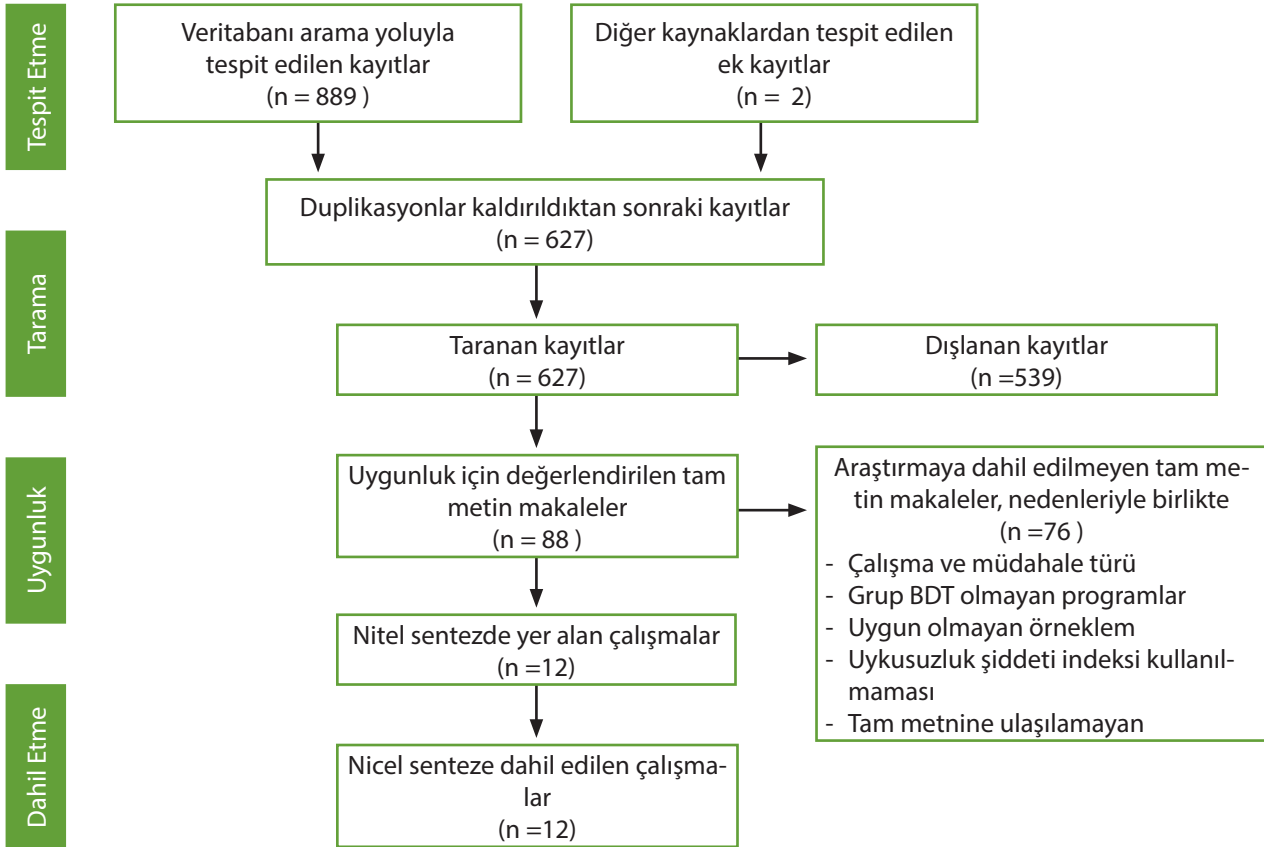 Tespit Etme
Veritabanı arama yoluyla
tespit edilen kayıtlar
(n = 889 )
Diğer kaynaklardan tespit edilen
ek kayıtlar
(n = 2)
Duplikasyonlar kaldırıldıktan sonraki kayıtlar
(n = 627)
Tarama
Taranan kayıtlar
(n = 627)
Dışlanan kayıtlar
(n =539)
Uygunluk
Uygunluk için değerlendirilen tam
metin makaleler
(n = 88 )
Araştırmaya dahil edilmeyen tam me-
tin makaleler, nedenleriyle birlikte
(n =76 )
- Çalışma ve müdahale türü
- Grup BDT olmayan programlar
- Uygun olmayan örneklem
- Uykusuzluk şiddeti indeksi kullanıl-
maması
- Tam metnine ulaşılamayan
Nitel sentezde yer alan çalışmalar
(n =12)
Dahil Etme
Nicel senteze dahil edilen çalışma-
lar
(n =12)